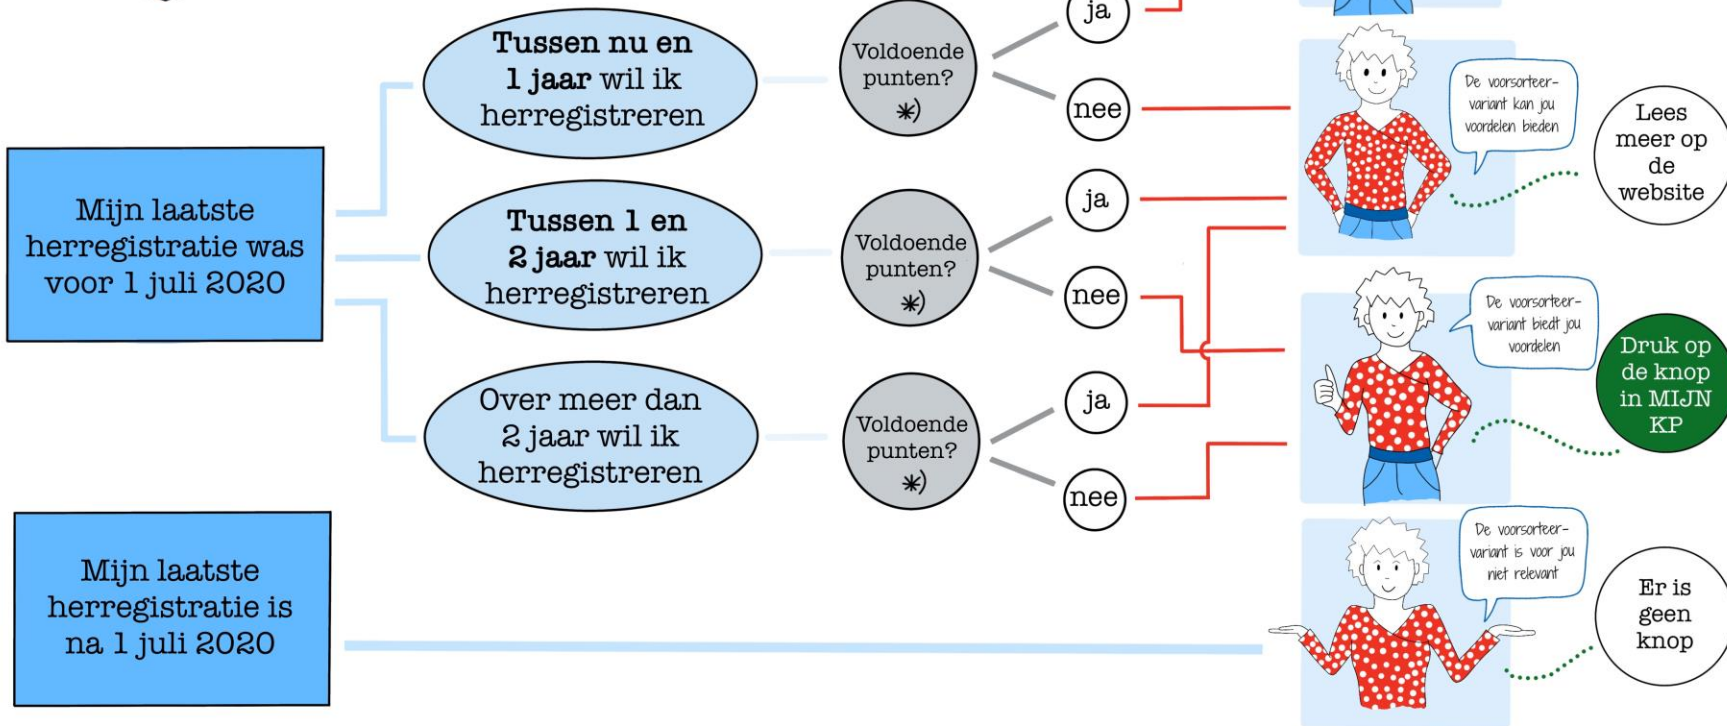 Mijn laatste
herregistratie was
voor 1 juli 2020
Tussen nu en
1 jaar wil ik
herregistreren
Voldoende
punten?
*)
ja
nee
Tussen 1 en
2 jaar wil ik
herregistreren
Voldoende
punten?
*)
ja
nee
Over meer dan
2 jaar wil ik
herregistreren
Voldoende
punten?
*)
ja
nee
De voorsorteer-
variant kan jou
voordelen bieden
Lees
meer op
de
website
De voorsorteer-
variant biedt jou
voordelen
Druk op
de knop
in MIJN
KP
Mijn laatste
herregistratie is
na 1 juli 2020
De voorsorteer-
variant is voor jou
niet relevant
Er is
geen
knop